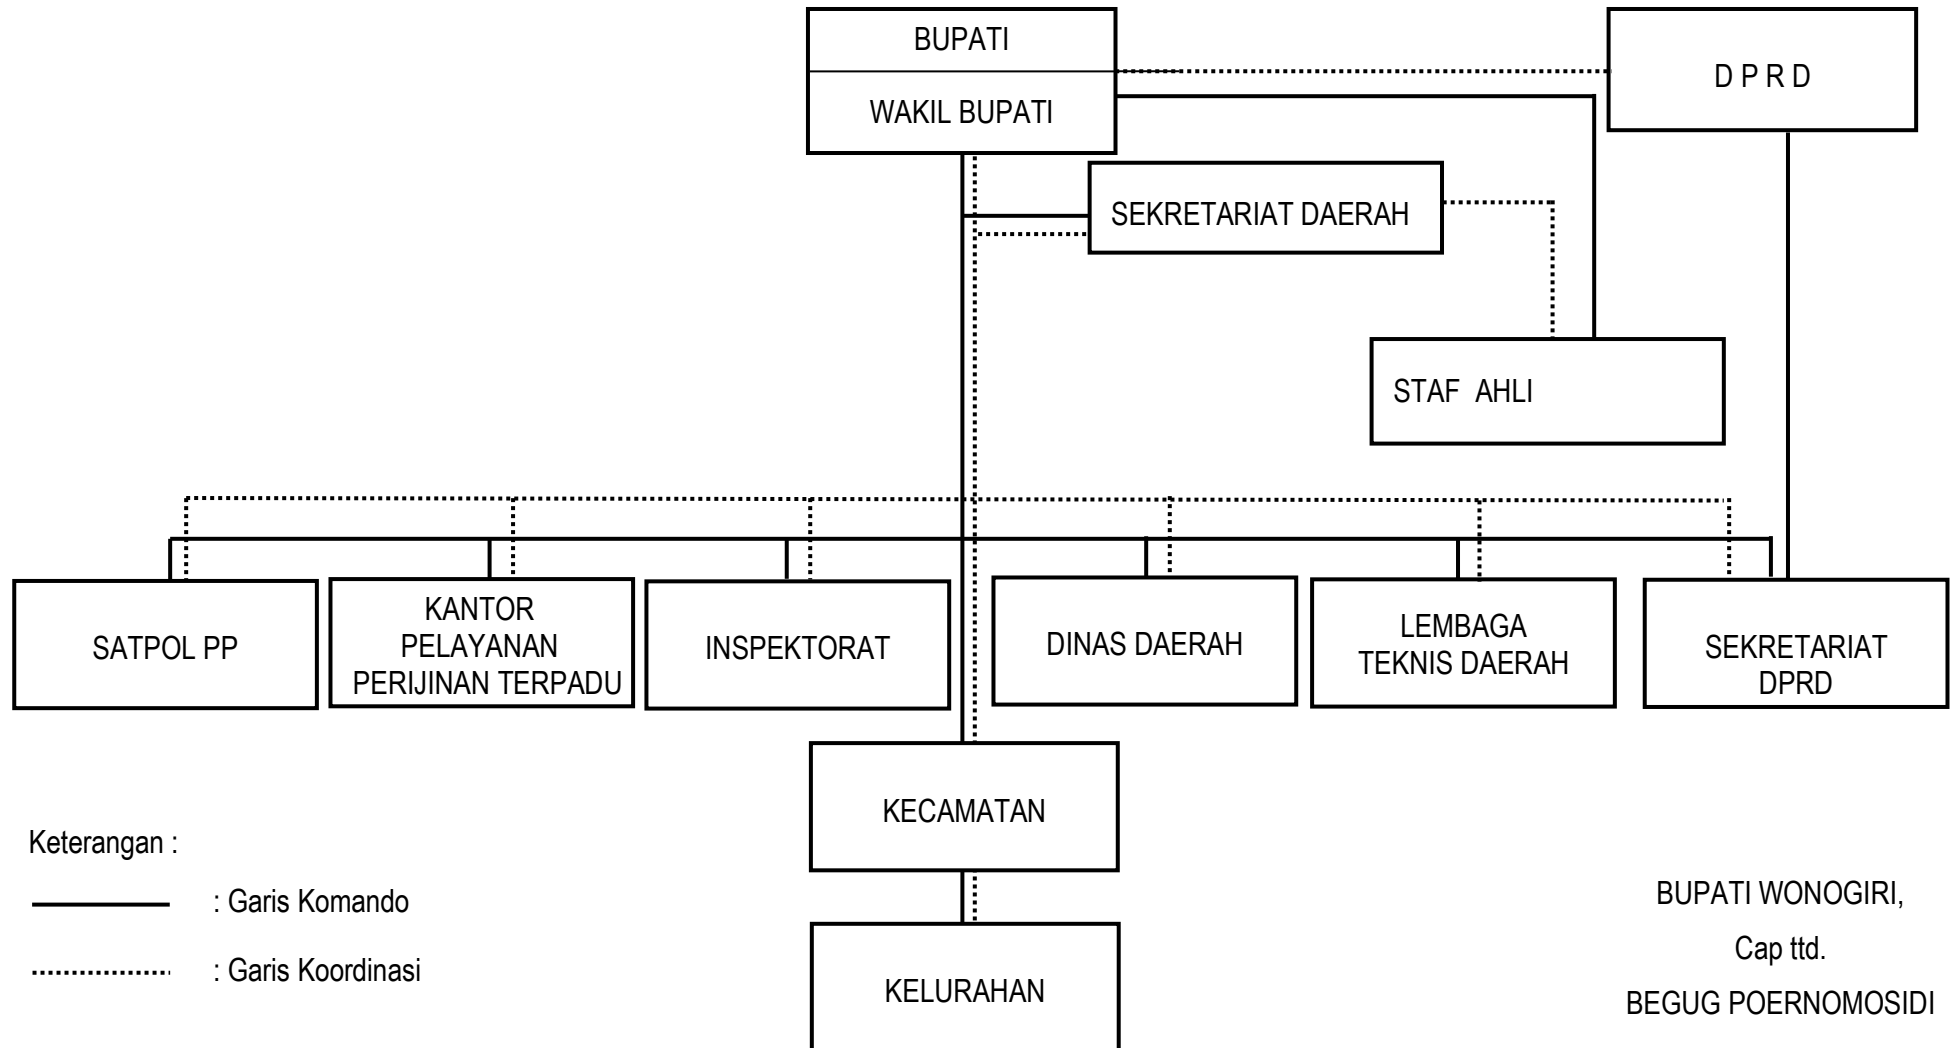 BUPATI
D P R D
WAKIL BUPATI
SEKRETARIAT DAERAH
STAF AHLI
SATPOL PP
KANTOR
PELAYANAN
PERIJINAN TERPADU
INSPEKTORAT
DINAS DAERAH
LEMBAGA
TEKNIS DAERAH
SEKRETARIAT
DPRD
KECAMATAN
KELURAHAN
Keterangan :
: Garis Komando
: Garis Koordinasi
BUPATI WONOGIRI,
Cap ttd.
BEGUG POERNOMOSIDI